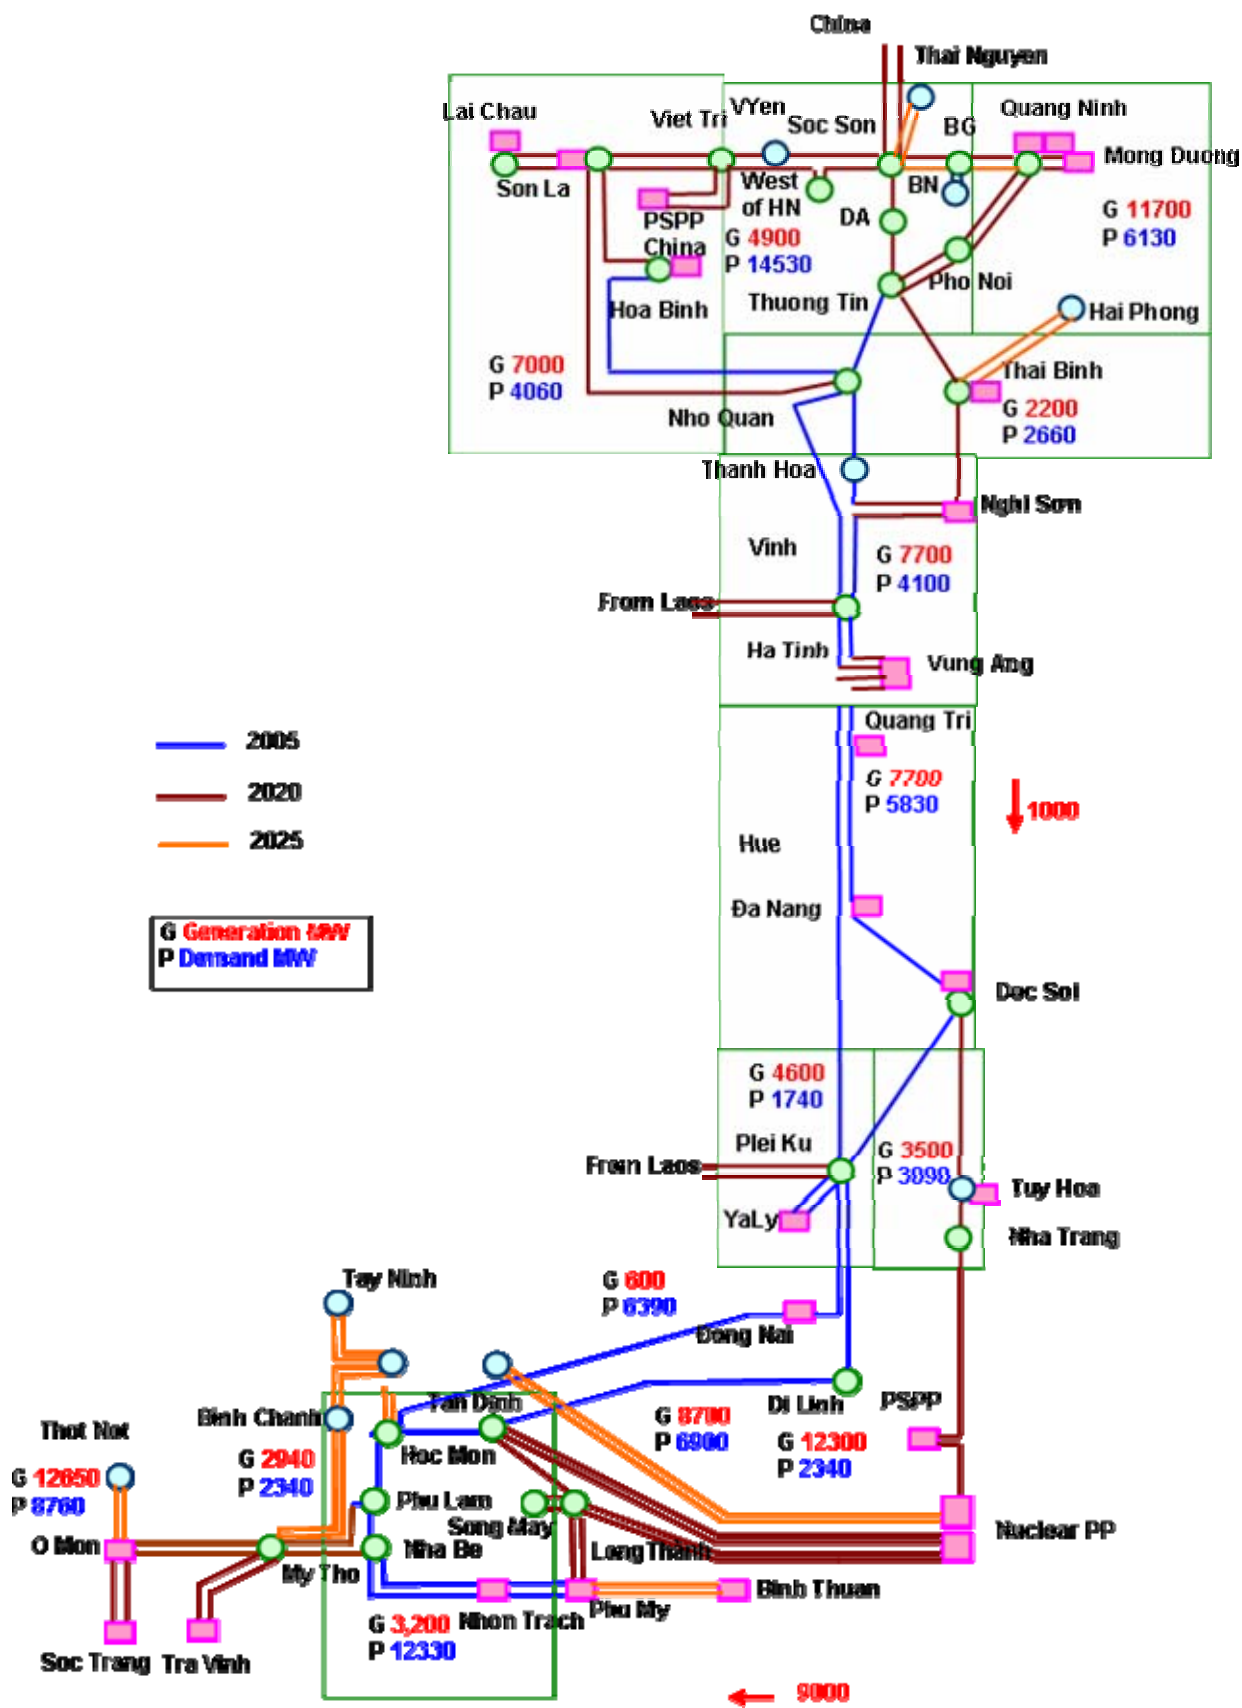 China
Thai Nguyen
Lai Chau
Viet Tri
VYen
Soc Son
BG
Quang Ninh
Mong Duong
Son La
West
of HN
BN
PSPP
China
DA
G 4900
P 14530
G 11700
P 6130
Hoa Binh
Thuong Tin
Pho Noi
Hai Phong
G 7000
P 4060
Thai Binh
G 2200
P 2660
Nho Quan
Thanh Hoa
Nghi Son
Vinh
G 7700
P 4100
From Laos
Ha Tinh
Vung Ang
Quang Tri
G 7700
P 5830
2005
2020
2025
1000
Hue
Đa Nang
G Generation MW
P Demand MW
Doc Soi
G 4600
P 1740
Plei Ku
From Laos
G 3500
P 3090
Tuy Hoa
YaLy
Nha Trang
Tay Ninh
G 600
P 6390
Đong Nai
Tan Dinh
Di Linh
PSPP
Binh Chanh
Thot Not
G 12650
P 8760
G 2940
P 2340
Hoc Mon
G 8700
P 6900
G 12300
P 2340
Phu Lam
Song May
Nuclear PP
O Mon
Nha Be
Long Thanh
My Tho
Nhon Trach
Phu My
Binh Thuan
G 3,200
P 12330
Soc Trang
Tra Vinh
9000